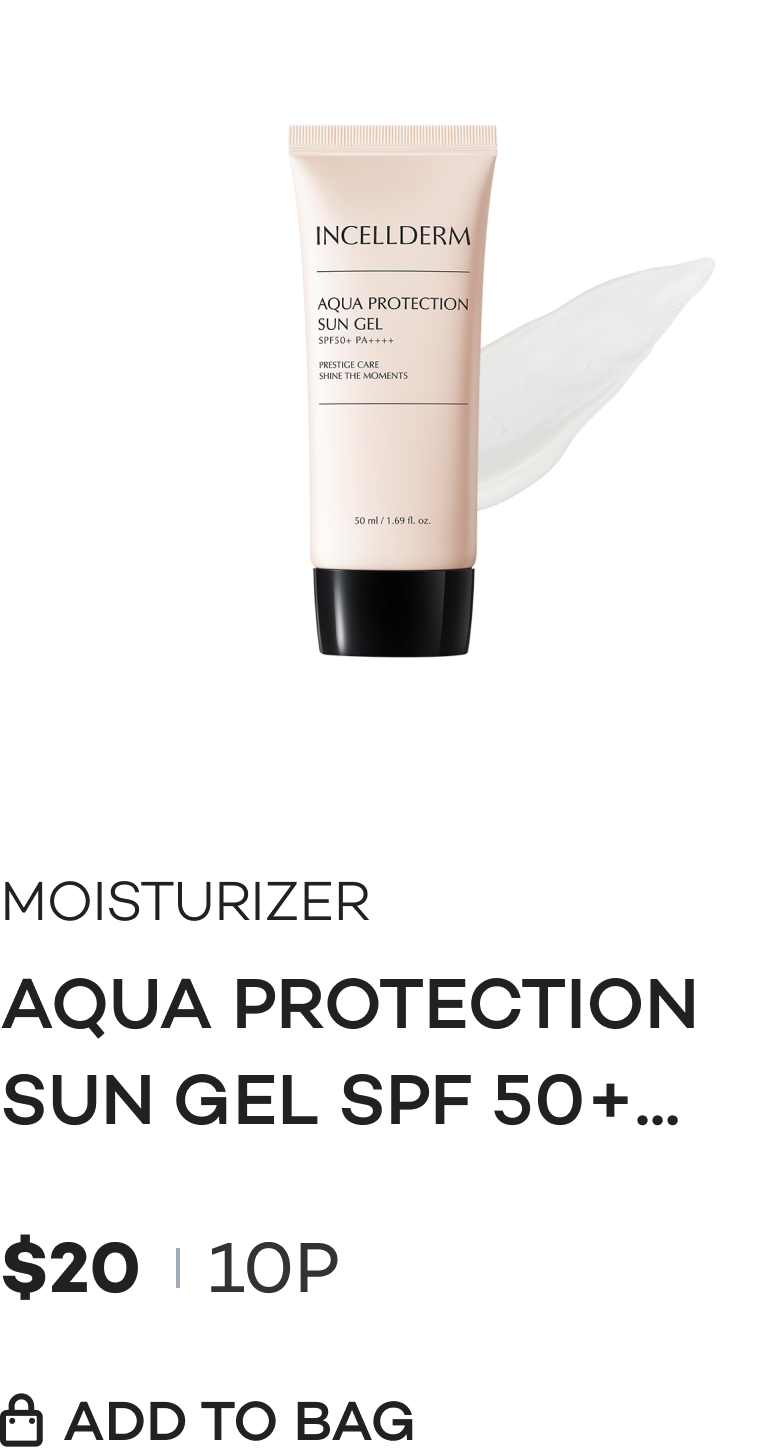 INCELLDERM
AQUA PROTECTION
SUN GEL
SPF50+ PA++++
PRESTIGE CARE
SHINE THE MOMENTS
50 ml / 1.69 fl. oz.
MOISTURIZER
AQUA PROTECTION
SUN GEL SPF 50+...
$20 | 10P
ADD TO BAG